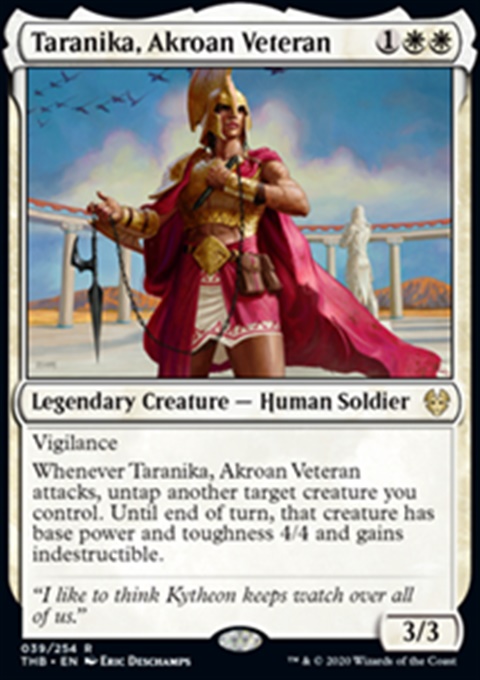 Taranika, Akroan Veteran 1
Legendary Creature — Human Soldier
Vigilance
Whenever Taranika, Akroan Veteran
attacks, untap another target creature you
control. Until end of turn, that creature has
base power and toughness 4/4 and gains
indestructible.
“I like to think Kytheon keeps watch over all
of us.”
3/3
039/254 R
THB • EN Eric Deschamps
™ & © 2020 Wizards of the Coast